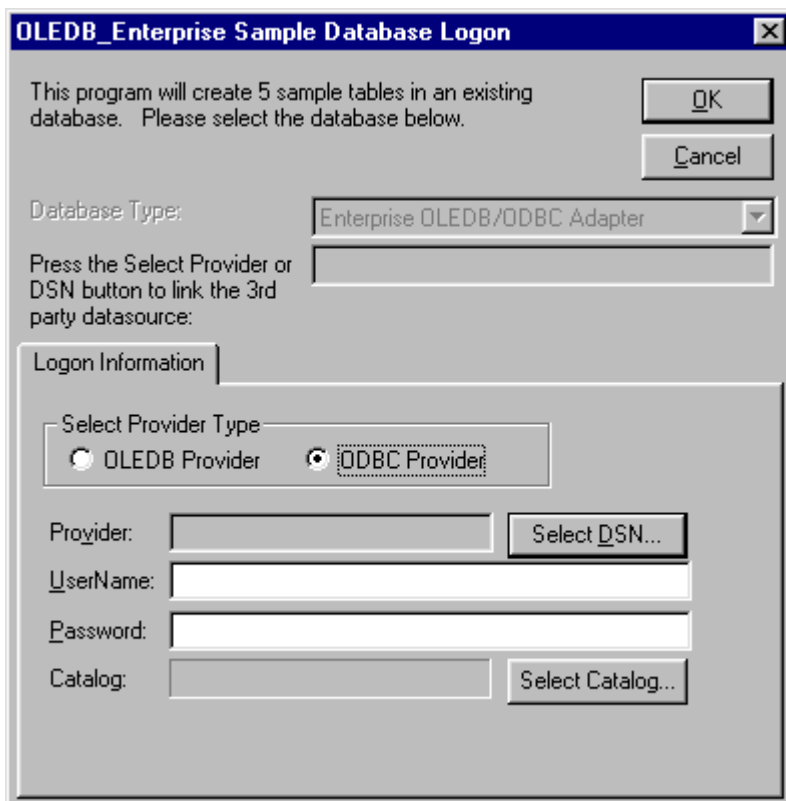 OLEDB_Enterprise Sample Database Logon
This program will create 5 sample tables in an existing
database. Please select the database below.
OK
Cancel
Database Type:
Enterprise OLEDB/ODBC Adapter
Press the Select Provider or
DSN button to link the 3rd
party datasource:
Logon Information
Select Provider Type
OLEDB Provider
ODBC Provider
Provider:
Select DSN...
UserName:
Password:
Catalog:
Select Catalog...